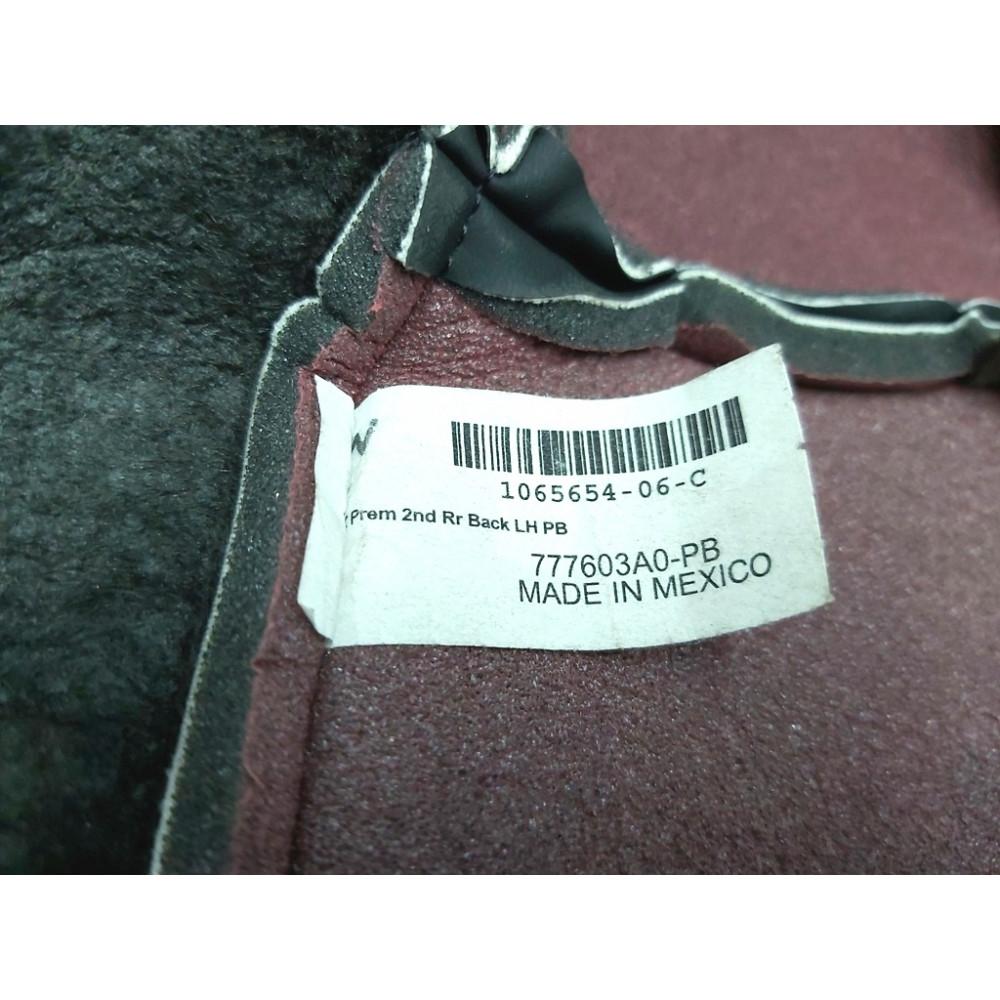 1065654-06-C
Prem 2nd Rr Back LH PB
777603A0-PB
MADE IN MEXICO